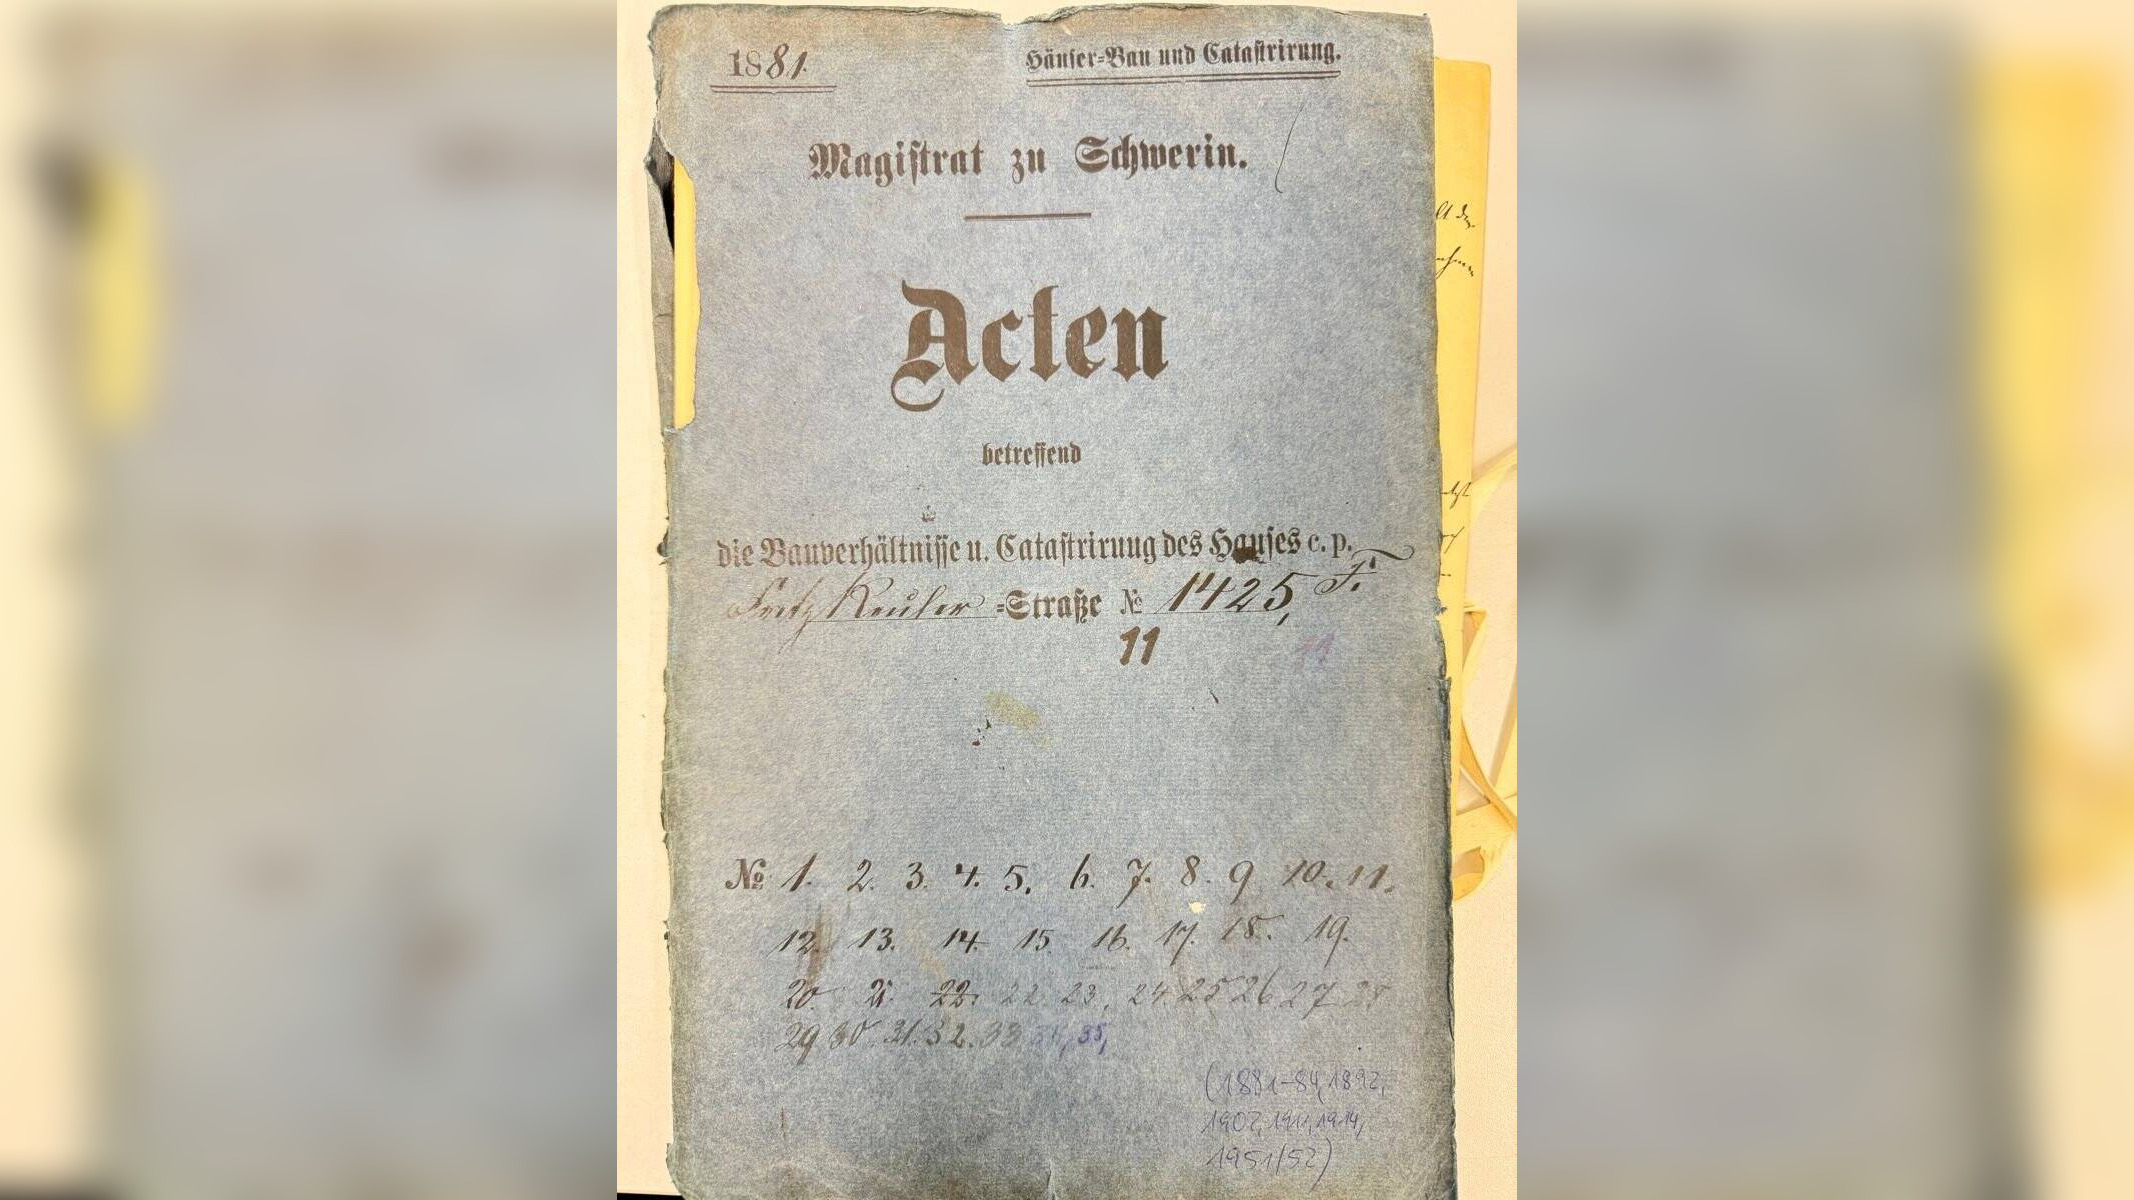 1881.
Häuser-Bau und Catastrirung.
Magistrat zu Schwerin.
Acten
betreffend
die Bauverhältnisse u. Catastrirung des Hauses c. p.
Fritz Reuter -Straße № 1425, F.
11 11
№ 1. 2. 3. 4. 5. 6. 7. 8. 9 10. 11.
12. 13. 14. 15. 16. 17. 18. 19.
20. 21. 22. 22. 23. 24. 25 26 27 28
29 30. 31. 32. 33 34, 35,
(1881-84, 1892,
1902, 1911, 1914,
1951/52)